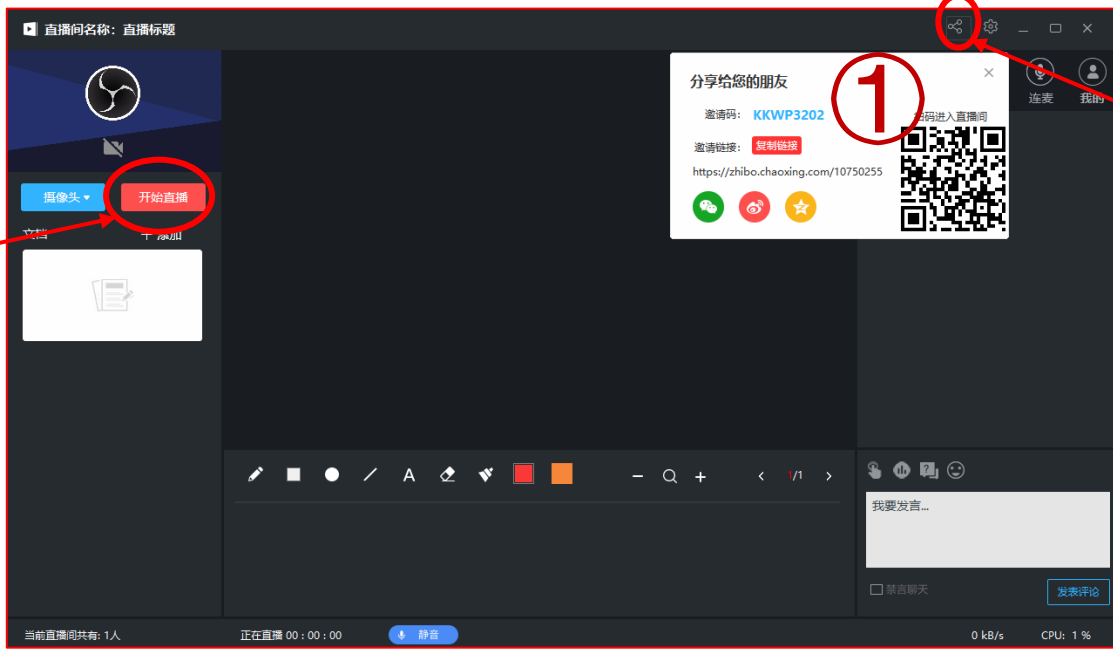 直播间名称：直播标题
分享给您的朋友
①
连麦
我的
邀请码： KKWP3202
扫码进入直播间
邀请链接： 复制链接
https://zhibo.chaoxing.com/10750255
摄像头
开始直播
文档
+ 添加
A
1/1
我要发言...
禁言聊天
发表评论
当前直播间共有: 1人
正在直播 00 : 00 : 00
静音
0 kB/s
CPU: 1 %